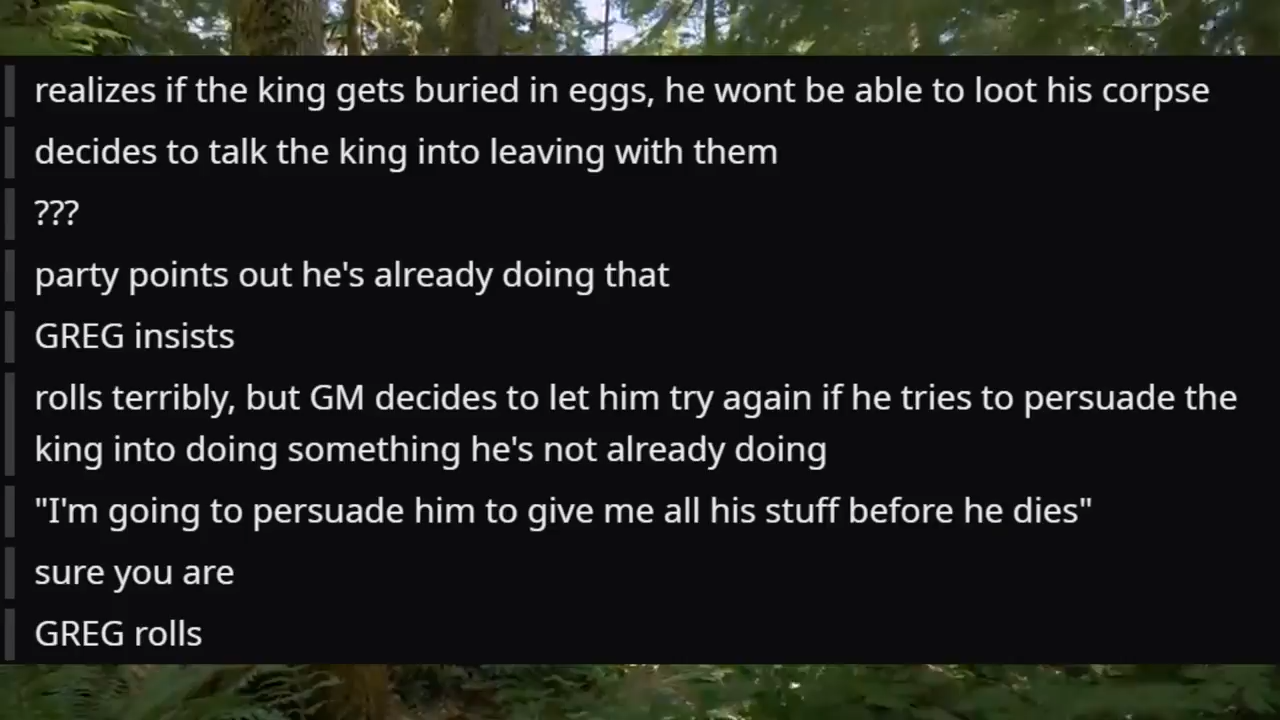 realizes if the king gets buried in eggs, he wont be able to loot his corpse
decides to talk the king into leaving with them
???
party points out he's already doing that
GREG insists
rolls terribly, but GM decides to let him try again if he tries to persuade the
king into doing something he's not already doing
"I'm going to persuade him to give me all his stuff before he dies"
sure you are
GREG rolls